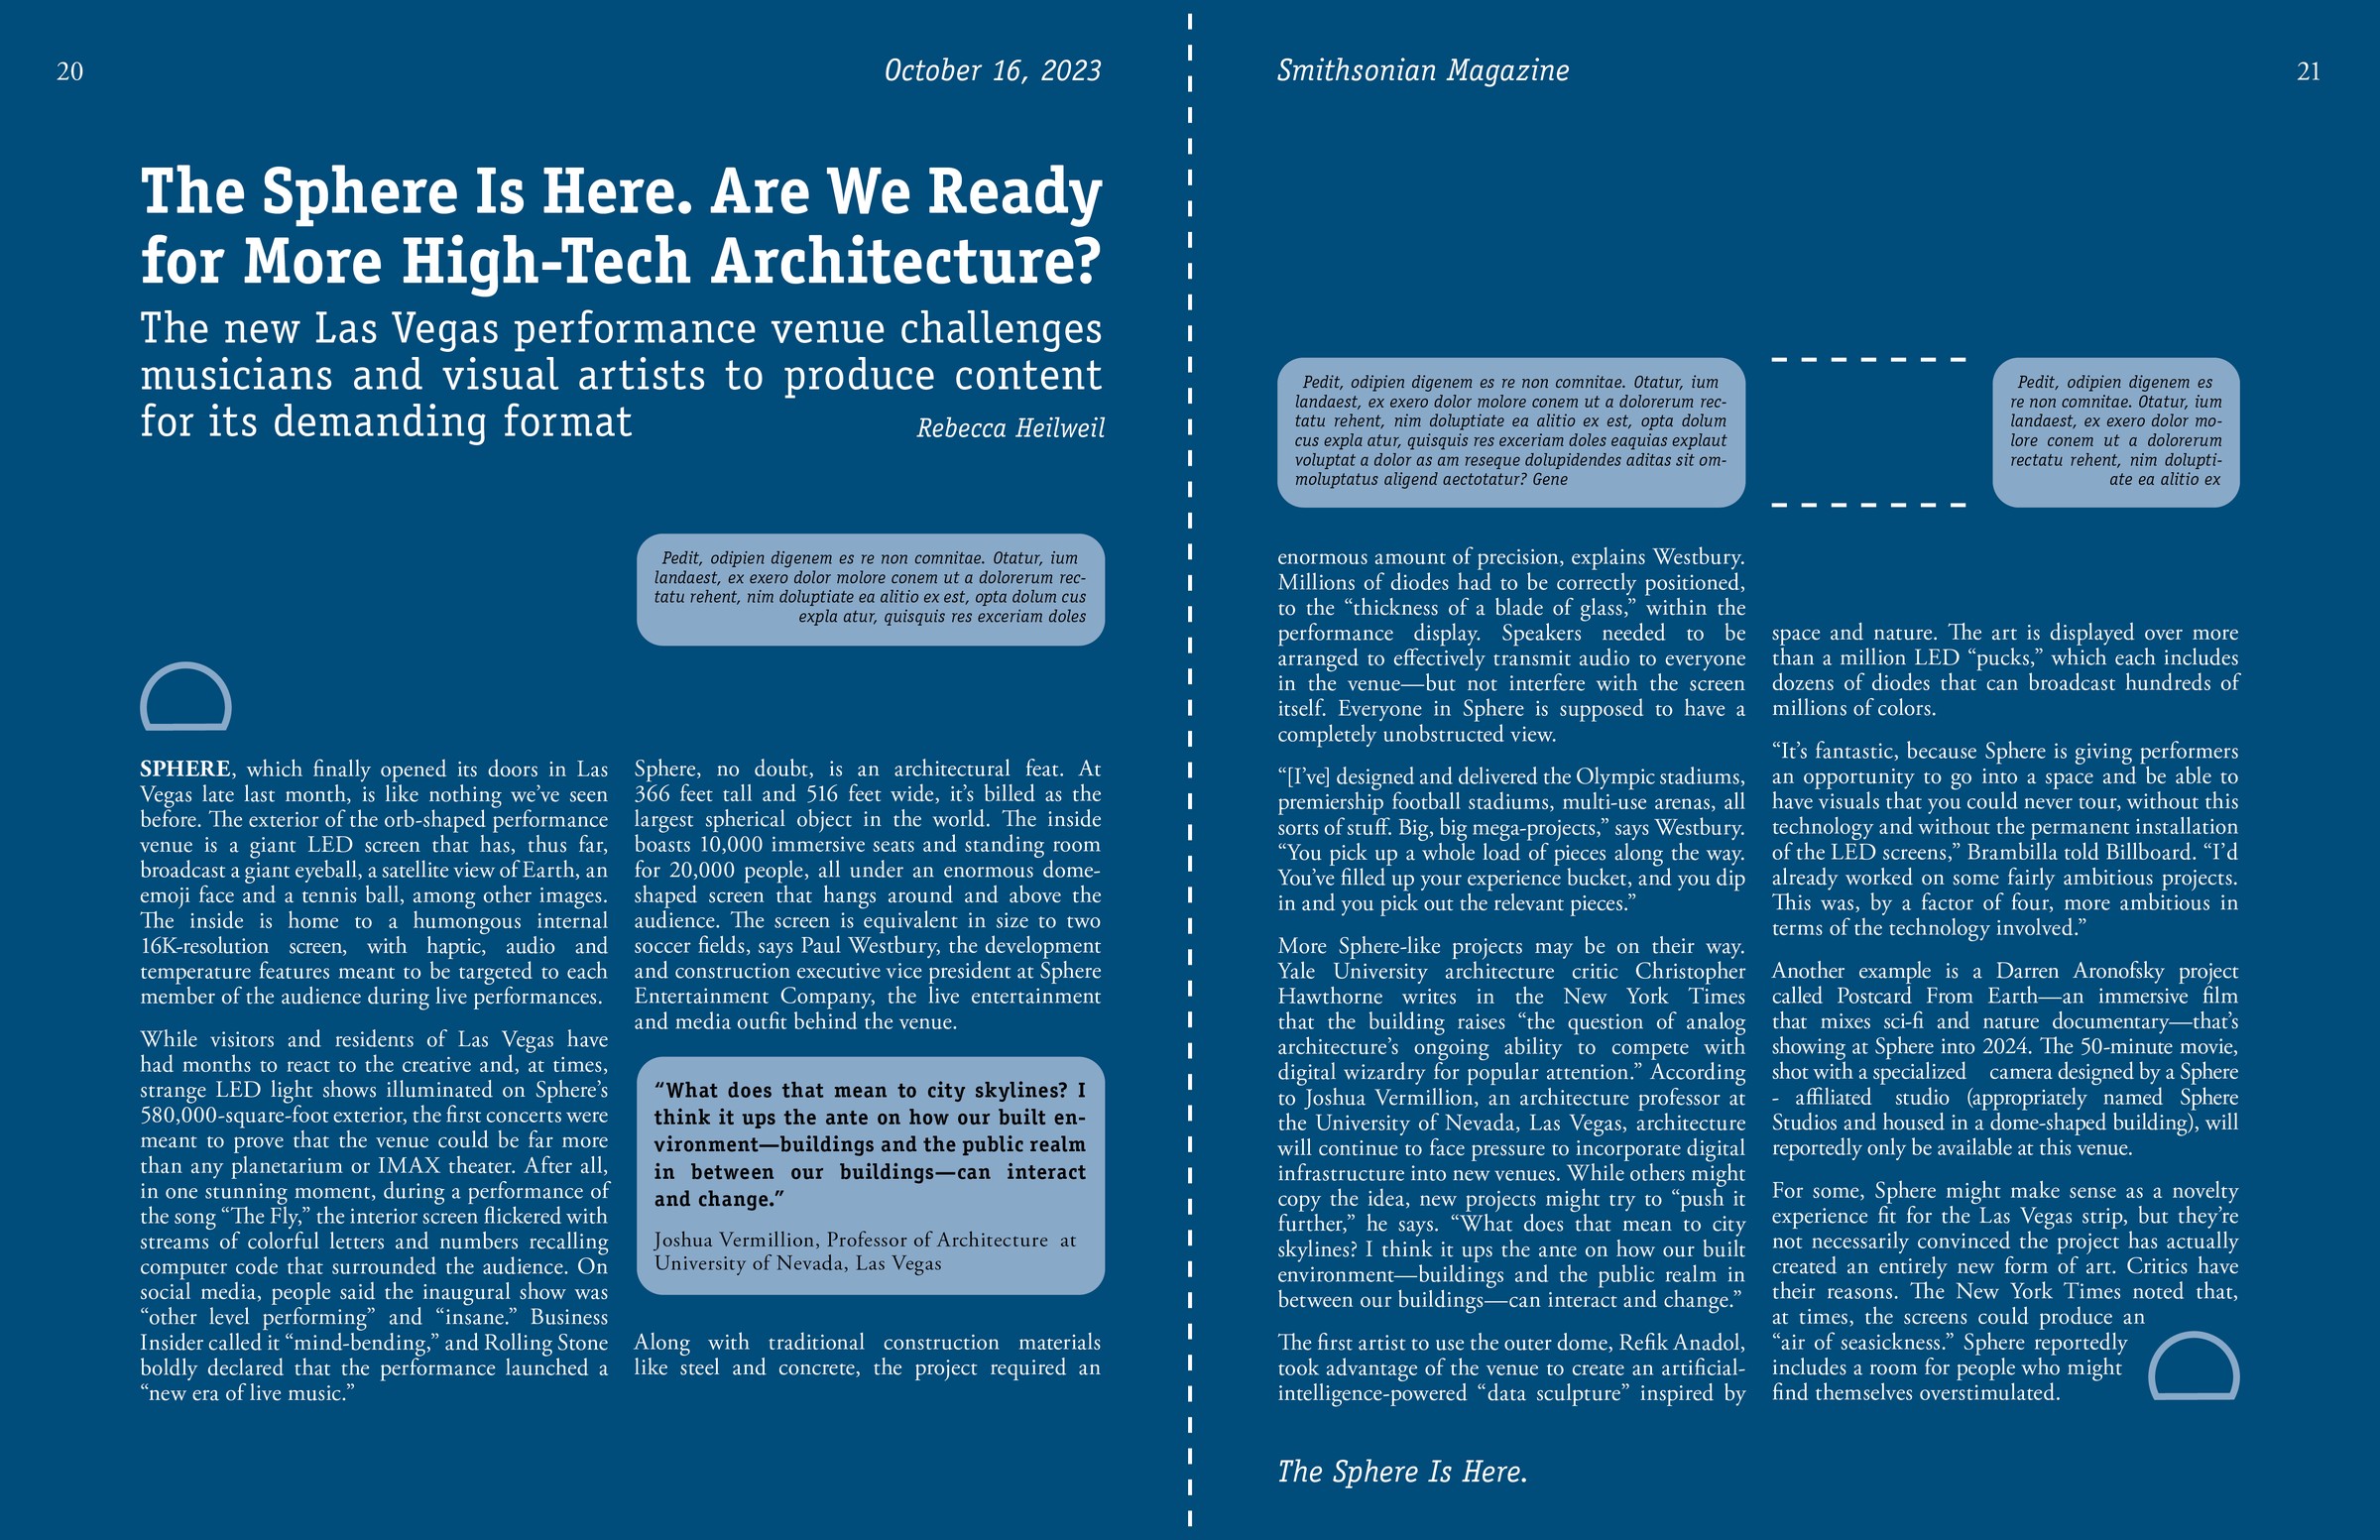 20
October 16, 2023
The Sphere Is Here. Are We Ready
for More High-Tech Architecture?
The new Las Vegas performance venue challenges
musicians and visual artists to produce content
for its demanding format
Rebecca Heilweil
Pedit, odipien digenem es re non comnitae. Otatur, ium
landaest, ex exero dolor molore conem ut a dolorerum rec-
tatu rehent, nim doluptiate ea alitio ex est, opta dolum cus
expla atur, quisquis res exceriam doles
SPHERE, which finally opened its doors in Las
Vegas late last month, is like nothing we’ve seen
before. The exterior of the orb-shaped performance
venue is a giant LED screen that has, thus far,
broadcast a giant eyeball, a satellite view of Earth, an
emoji face and a tennis ball, among other images.
The inside is home to a humongous internal
16K-resolution screen, with haptic, audio and
temperature features meant to be targeted to each
member of the audience during live performances.
While visitors and residents of Las Vegas have
had months to react to the creative and, at times,
strange LED light shows illuminated on Sphere’s
580,000-square-foot exterior, the first concerts were
meant to prove that the venue could be far more
than any planetarium or IMAX theater. After all,
in one stunning moment, during a performance of
the song “The Fly,” the interior screen flickered with
streams of colorful letters and numbers recalling
computer code that surrounded the audience. On
social media, people said the inaugural show was
“other level performing” and “insane.” Business
Insider called it “mind-bending,” and Rolling Stone
boldly declared that the performance launched a
“new era of live music.”
Sphere, no doubt, is an architectural feat. At
366 feet tall and 516 feet wide, it’s billed as the
largest spherical object in the world. The inside
boasts 10,000 immersive seats and standing room
for 20,000 people, all under an enormous dome-
shaped screen that hangs around and above the
audience. The screen is equivalent in size to two
soccer fields, says Paul Westbury, the development
and construction executive vice president at Sphere
Entertainment Company, the live entertainment
and media outfit behind the venue.
“What does that mean to city skylines? I
think it ups the ante on how our built en-
vironment—buildings and the public realm
in between our buildings—can interact
and change.”
Joshua Vermillion, Professor of Architecture at
University of Nevada, Las Vegas
Along with traditional construction materials
like steel and concrete, the project required an
Smithsonian Magazine
21
Pedit, odipien digenem es re non comnitae. Otatur, ium
landaest, ex exero dolor molore conem ut a dolorerum rec-
tatu rehent, nim doluptiate ea alitio ex est, opta dolum
cus expla atur, quisquis res exceriam doles eaquias explaut
voluptat a dolor as am reseque dolupidendes aditas sit om-
moluptatus aligend aectotatur? Gene
Pedit, odipien digenem es
re non comnitae. Otatur, ium
landaest, ex exero dolor mo-
lore conem ut a dolorerum
rectatu rehent, nim dolupti-
ate ea alitio ex
enormous amount of precision, explains Westbury.
Millions of diodes had to be correctly positioned,
to the “thickness of a blade of glass,” within the
performance display. Speakers needed to be
arranged to effectively transmit audio to everyone
in the venue—but not interfere with the screen
itself. Everyone in Sphere is supposed to have a
completely unobstructed view.
“[I’ve] designed and delivered the Olympic stadiums,
premiership football stadiums, multi-use arenas, all
sorts of stuff. Big, big mega-projects,” says Westbury.
“You pick up a whole load of pieces along the way.
You’ve filled up your experience bucket, and you dip
in and you pick out the relevant pieces.”
More Sphere-like projects may be on their way.
Yale University architecture critic Christopher
Hawthorne writes in the New York Times
that the building raises “the question of analog
architecture’s ongoing ability to compete with
digital wizardry for popular attention.” According
to Joshua Vermillion, an architecture professor at
the University of Nevada, Las Vegas, architecture
will continue to face pressure to incorporate digital
infrastructure into new venues. While others might
copy the idea, new projects might try to “push it
further,” he says. “What does that mean to city
skylines? I think it ups the ante on how our built
environment—buildings and the public realm in
between our buildings—can interact and change.”
The first artist to use the outer dome, Refik Anadol,
took advantage of the venue to create an artificial-
intelligence-powered “data sculpture” inspired by
space and nature. The art is displayed over more
than a million LED “pucks,” which each includes
dozens of diodes that can broadcast hundreds of
millions of colors.
“It’s fantastic, because Sphere is giving performers
an opportunity to go into a space and be able to
have visuals that you could never tour, without this
technology and without the permanent installation
of the LED screens,” Brambilla told Billboard. “I’d
already worked on some fairly ambitious projects.
This was, by a factor of four, more ambitious in
terms of the technology involved.”
Another example is a Darren Aronofsky project
called Postcard From Earth—an immersive film
that mixes sci-fi and nature documentary—that’s
showing at Sphere into 2024. The 50-minute movie,
shot with a specialized camera designed by a Sphere
- affiliated studio (appropriately named Sphere
Studios and housed in a dome-shaped building), will
reportedly only be available at this venue.
For some, Sphere might make sense as a novelty
experience fit for the Las Vegas strip, but they’re
not necessarily convinced the project has actually
created an entirely new form of art. Critics have
their reasons. The New York Times noted that,
at times, the screens could produce an
“air of seasickness.” Sphere reportedly
includes a room for people who might
find themselves overstimulated.
The Sphere Is Here.